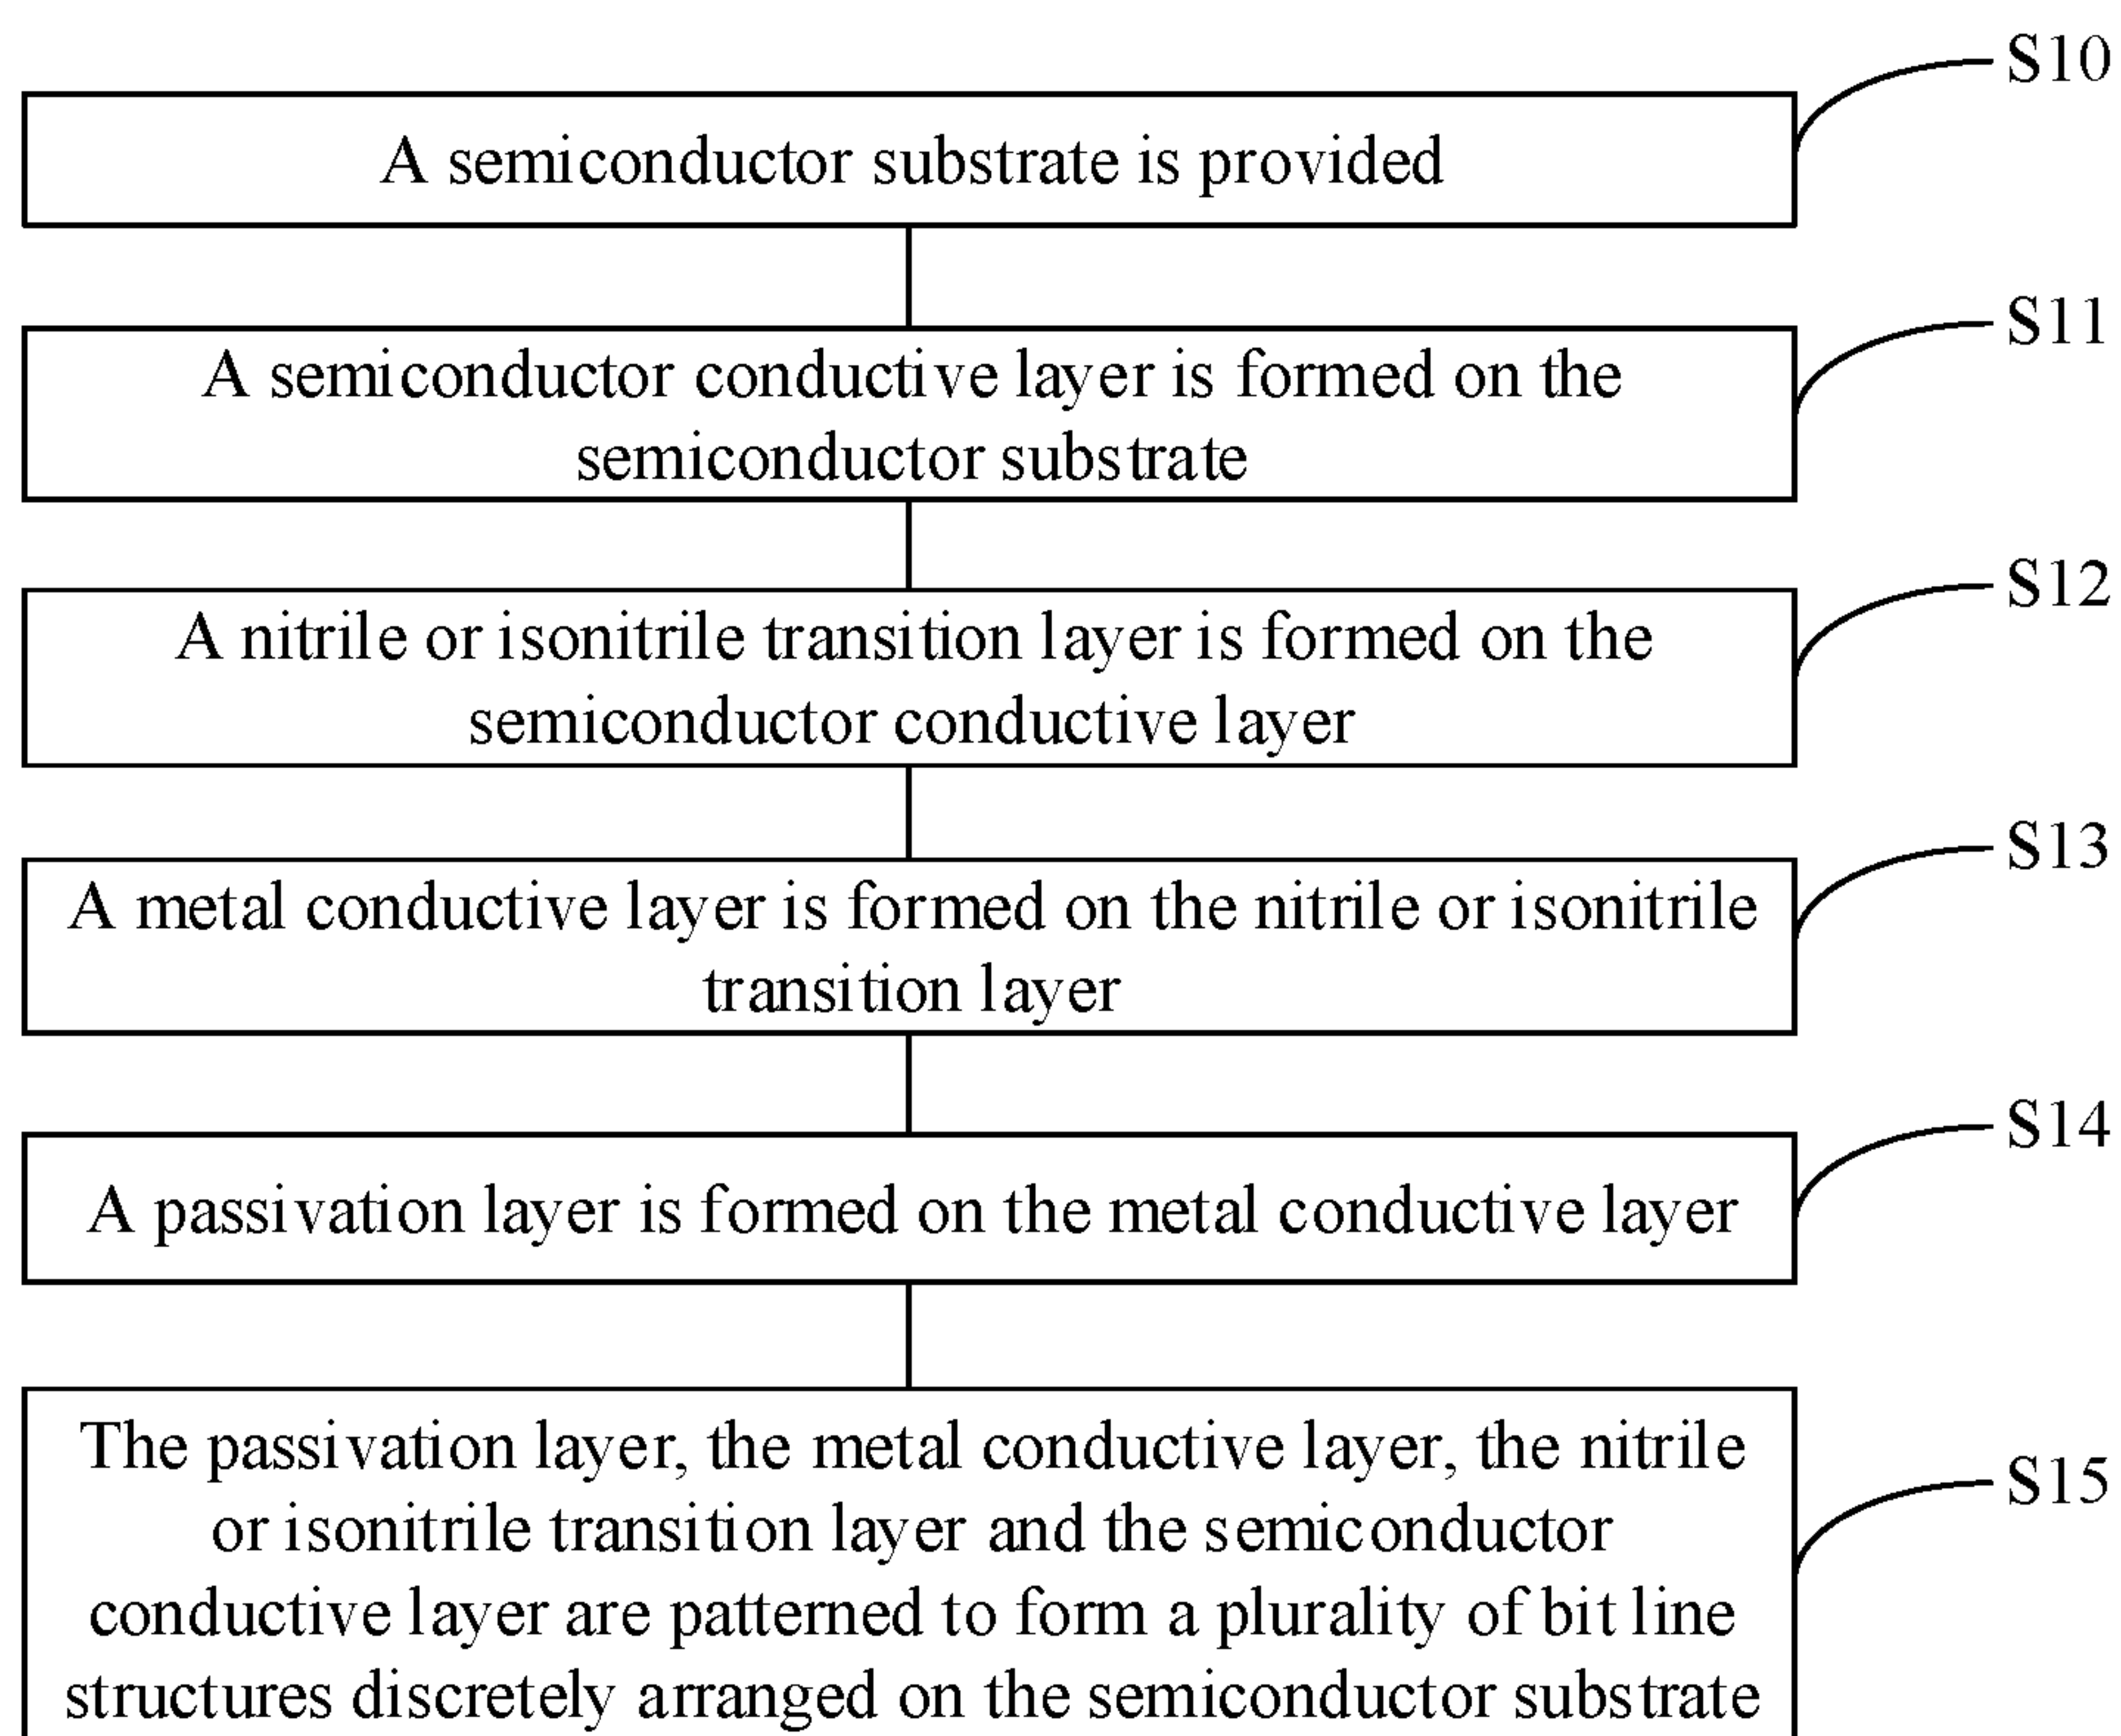 S10
A semiconductor substrate is provided
S11
A semiconductor conductive layer is formed on the
semiconductor substrate
S12
A nitrile or isonitrile transition layer is formed on the
semiconductor conductive layer
S13
A metal conductive layer is formed on the nitrile or isonitrile
transition layer
S14
A passivation layer is formed on the metal conductive layer
S15
The passivation layer, the metal conductive layer, the nitrile
or isonitrile transition layer and the semiconductor
conductive layer are patterned to form a plurality of bit line
structures discretely arranged on the semiconductor substrate